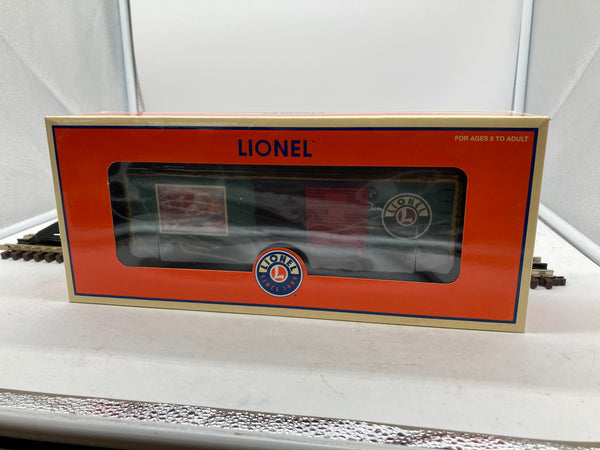 LIONEL
FOR AGES 8 TO ADULT
LIONEL
L
LIONEL
L
SINCE 1900